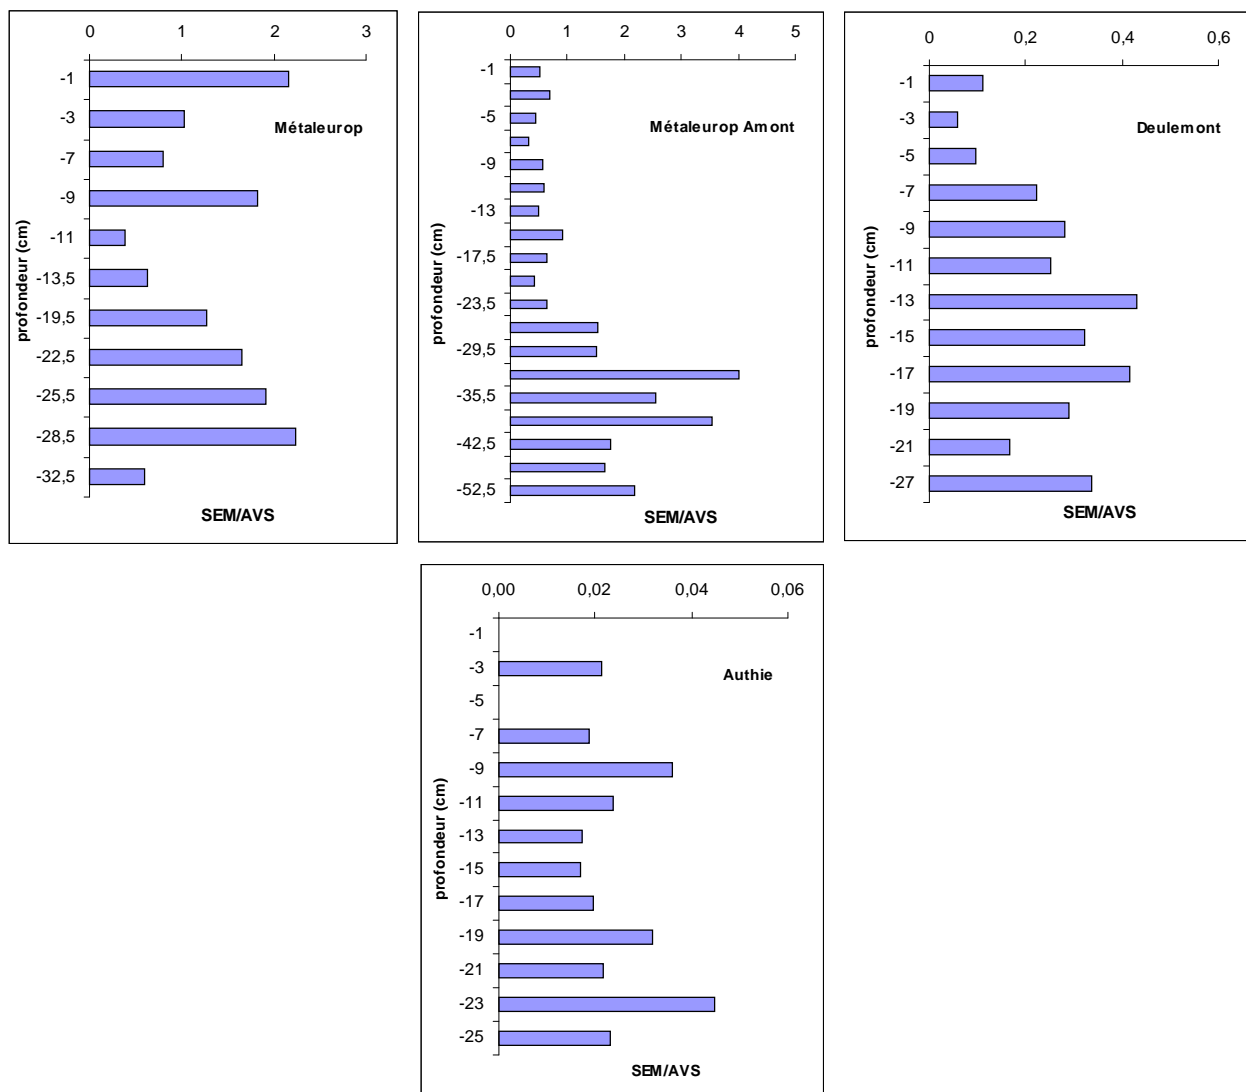 0 1 2 3
-1
-3
-7
-9
-11
-13,5
-19,5
-22,5
-25,5
-28,5
-32,5
profondeur (cm)
Métaleurop
SEM/AVS
0 1 2 3 4 5
-1
-5
-9
-13
-17,5
-23,5
-29,5
-35,5
-42,5
-52,5
profondeur (cm)
Métaleurop Amont
SEM/AVS
0 0,2 0,4 0,6
-1
-3
-5
-7
-9
-11
-13
-15
-17
-19
-21
-27
profondeur (cm)
Deulemont
SEM/AVS
0,00 0,02 0,04 0,06
-1
-3
-5
-7
-9
-11
-13
-15
-17
-19
-21
-23
-25
profondeur (cm)
Authie
SEM/AVS